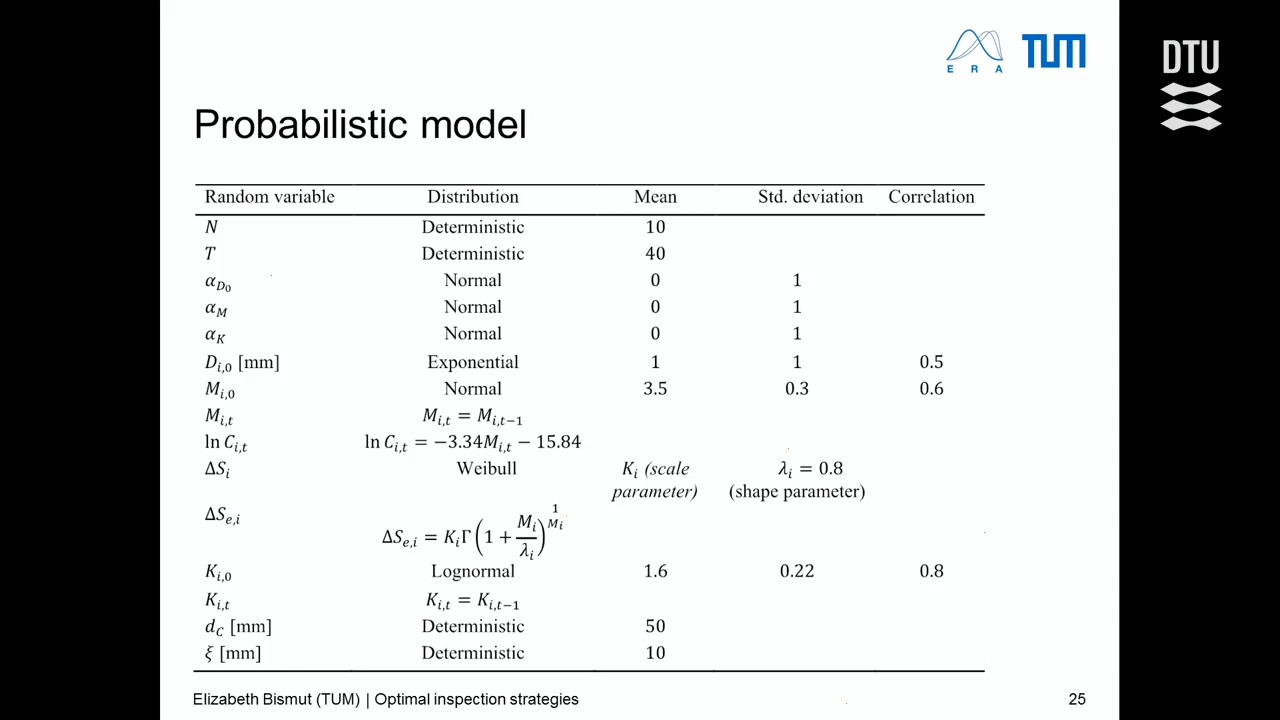 E R A
TUM
DTU
Probabilistic model
Random variable Distribution Mean Std. deviation Correlation
N Deterministic 10
T Deterministic 40
α_{D_0} Normal 0 1
α_M Normal 0 1
α_K Normal 0 1
D_{i,0} [mm] Exponential 1 1 0.5
M_{i,0} Normal 3.5 0.3 0.6
M_{i,t} M_{i,t} = M_{i,t−1}
ln C_{i,t} ln C_{i,t} = −3.34M_{i,t} − 15.84
ΔS_i Weibull K_i (scale λ_i = 0.8
parameter) (shape parameter)
ΔS_{e,i} ΔS_{e,i} = K_iΓ(1 + M_i/λ_i)^{1/M_i}
K_{i,0} Lognormal 1.6 0.22 0.8
K_{i,t} K_{i,t} = K_{i,t−1}
d_C [mm] Deterministic 50
ξ [mm] Deterministic 10
Elizabeth Bismut (TUM) | Optimal inspection strategies 25